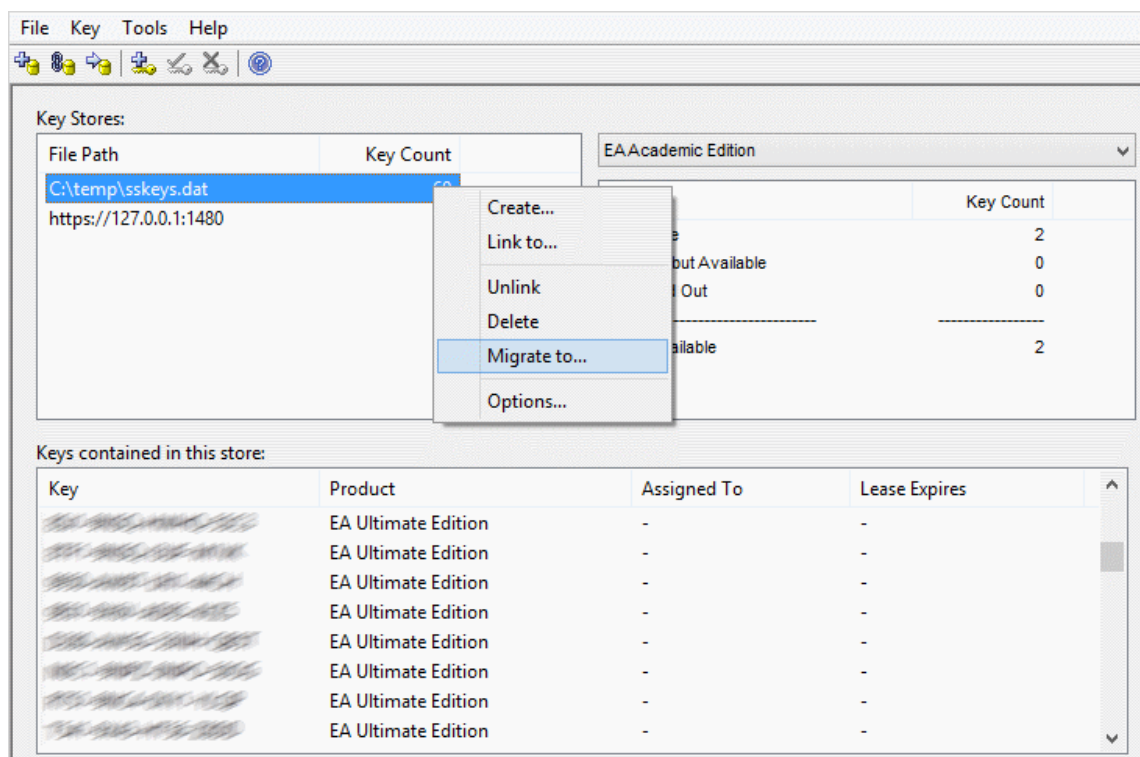 File Key Tools Help
Key Stores:
File Path Key Count
EA Academic Edition
C:\temp\sskeys.dat
https://127.0.0.1:1480
Key Count
Create...
Link to...
Unlink
Delete
Migrate to...
Options...
2
but Available 0
Out 0
----------------------- -----------------
2
Keys contained in this store:
Key Product Assigned To Lease Expires
EA Ultimate Edition - -
EA Ultimate Edition - -
EA Ultimate Edition - -
EA Ultimate Edition - -
EA Ultimate Edition - -
EA Ultimate Edition - -
EA Ultimate Edition - -
EA Ultimate Edition - -